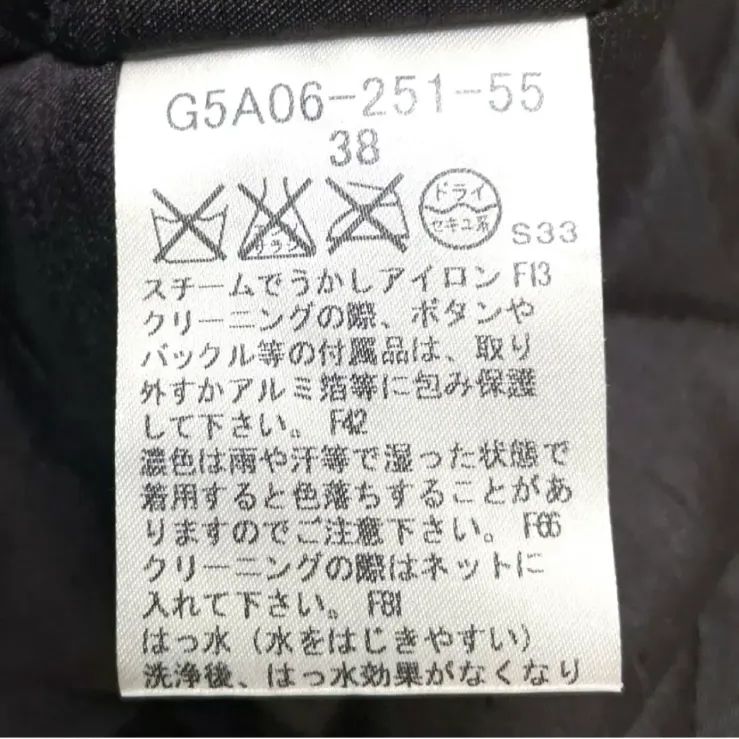 G5A06-251-55
38
エンソ
サラシ
ドライ
セキユ系
S33
スチームでうかしアイロン F13
クリーニングの際、ボタンや
バックル等の付属品は、取り
外すかアルミ箔等に包み保護
して下さい。 F42
濃色は雨や汗等で湿った状態で
着用すると色落ちすることがあ
りますのでご注意下さい。 F66
クリーニングの際はネットに
入れて下さい。 F81
はっ水（水をはじきやすい）
洗浄後、はっ水効果がなくなり